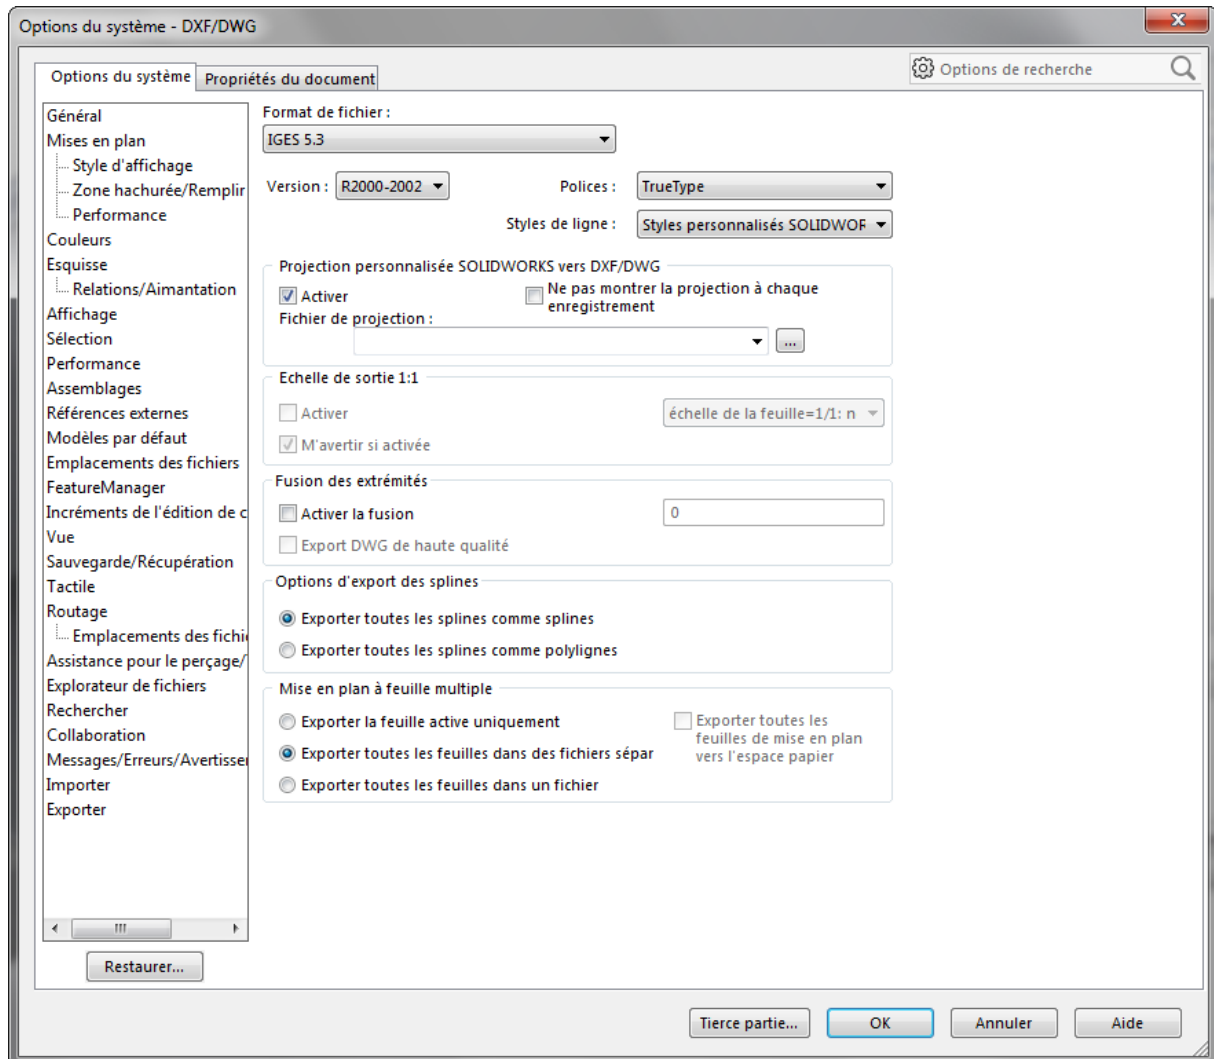 Options du système - DXF/DWG
Options du système
Propriétés du document
Options de recherche
Général
Mises en plan
Style d'affichage
Zone hachurée/Remplir
Performance
Couleurs
Esquisse
Relations/Aimantation
Affichage
Sélection
Performance
Assemblages
Références externes
Modèles par défaut
Emplacements des fichiers
FeatureManager
Incréments de l'édition de c
Vue
Sauvegarde/Récupération
Tactile
Routage
Emplacements des fichi
Assistance pour le perçage/
Explorateur de fichiers
Rechercher
Collaboration
Messages/Erreurs/Avertisse
Importer
Exporter
Restaurer...
Format de fichier :
IGES 5.3
Version : R2000-2002
Polices : TrueType
Styles de ligne : Styles personnalisés SOLIDWOR
Projection personnalisée SOLIDWORKS vers DXF/DWG
Activer
Ne pas montrer la projection à chaque
enregistrement
Fichier de projection :
...
Echelle de sortie 1:1
Activer
échelle de la feuille=1/1: n
M'avertir si activée
Fusion des extrémités
Activer la fusion
0
Export DWG de haute qualité
Options d'export des splines
Exporter toutes les splines comme splines
Exporter toutes les splines comme polylignes
Mise en plan à feuille multiple
Exporter la feuille active uniquement
Exporter toutes les feuilles dans des fichiers sépar
Exporter toutes les feuilles dans un fichier
Exporter toutes les
feuilles de mise en plan
vers l'espace papier
Tierce partie...
OK
Annuler
Aide